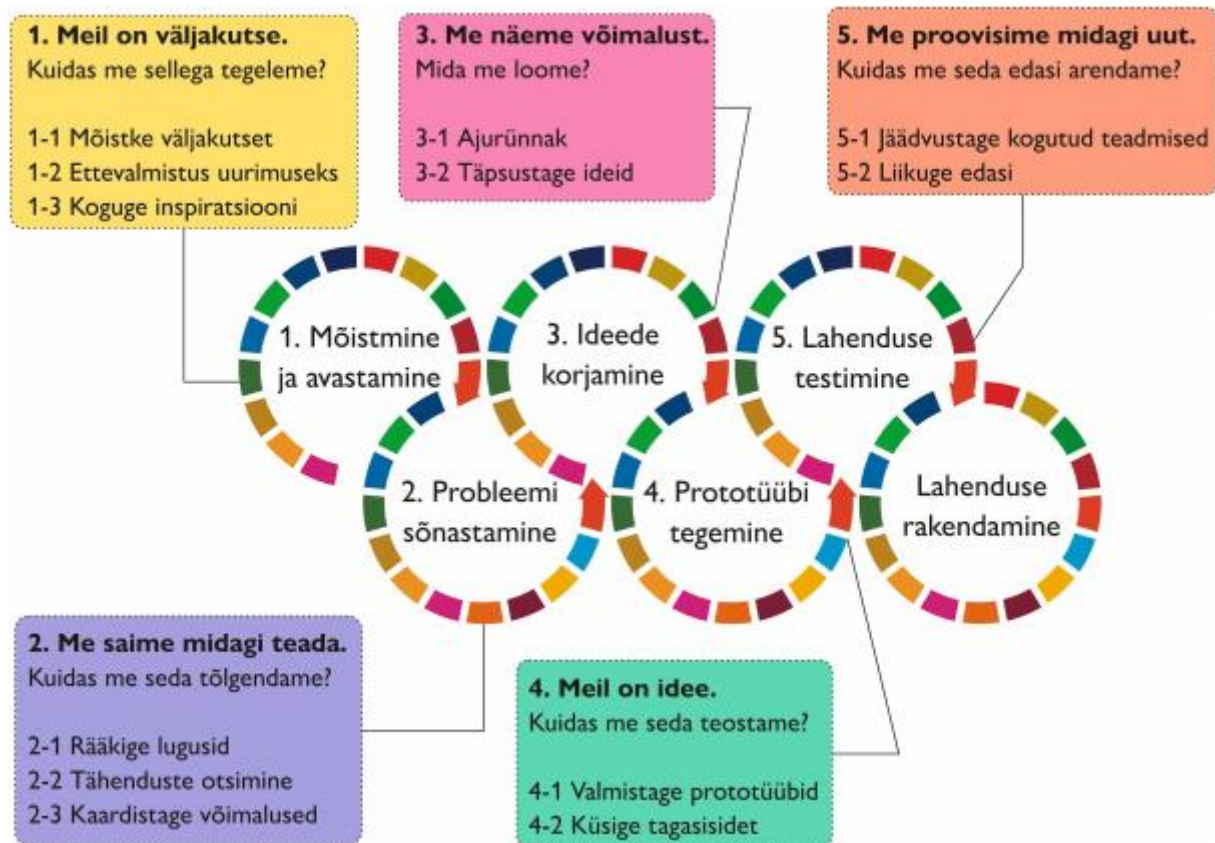 1. Meil on väljakutse.
Kuidas me sellega tegeleme?
1-1 Mõistke väljakutset
1-2 Ettevalmistus uurimuseks
1-3 Koguge inspiratsiooni
3. Me näeme võimalust.
Mida me loome?
3-1 Ajurünnak
3-2 Täpsustage ideid
5. Me proovisime midagi uut.
Kuidas me seda edasi arendame?
5-1 Jäädvustage kogutud teadmised
5-2 Liikuge edasi
1. Mõistmine
ja avastamine
3. Ideede
korjamine
5. Lahenduse
testimine
2. Probleemi
sõnastamine
4. Prototüübi
tegemine
Lahenduse
rakendamine
2. Me saime midagi teada.
Kuidas me seda tõlgendame?
2-1 Rääkige lugusid
2-2 Tähenduste otsimine
2-3 Kaardistage võimalused
4. Meil on idee.
Kuidas me seda teostame?
4-1 Valmistage prototüübid
4-2 Küsige tagasisidet